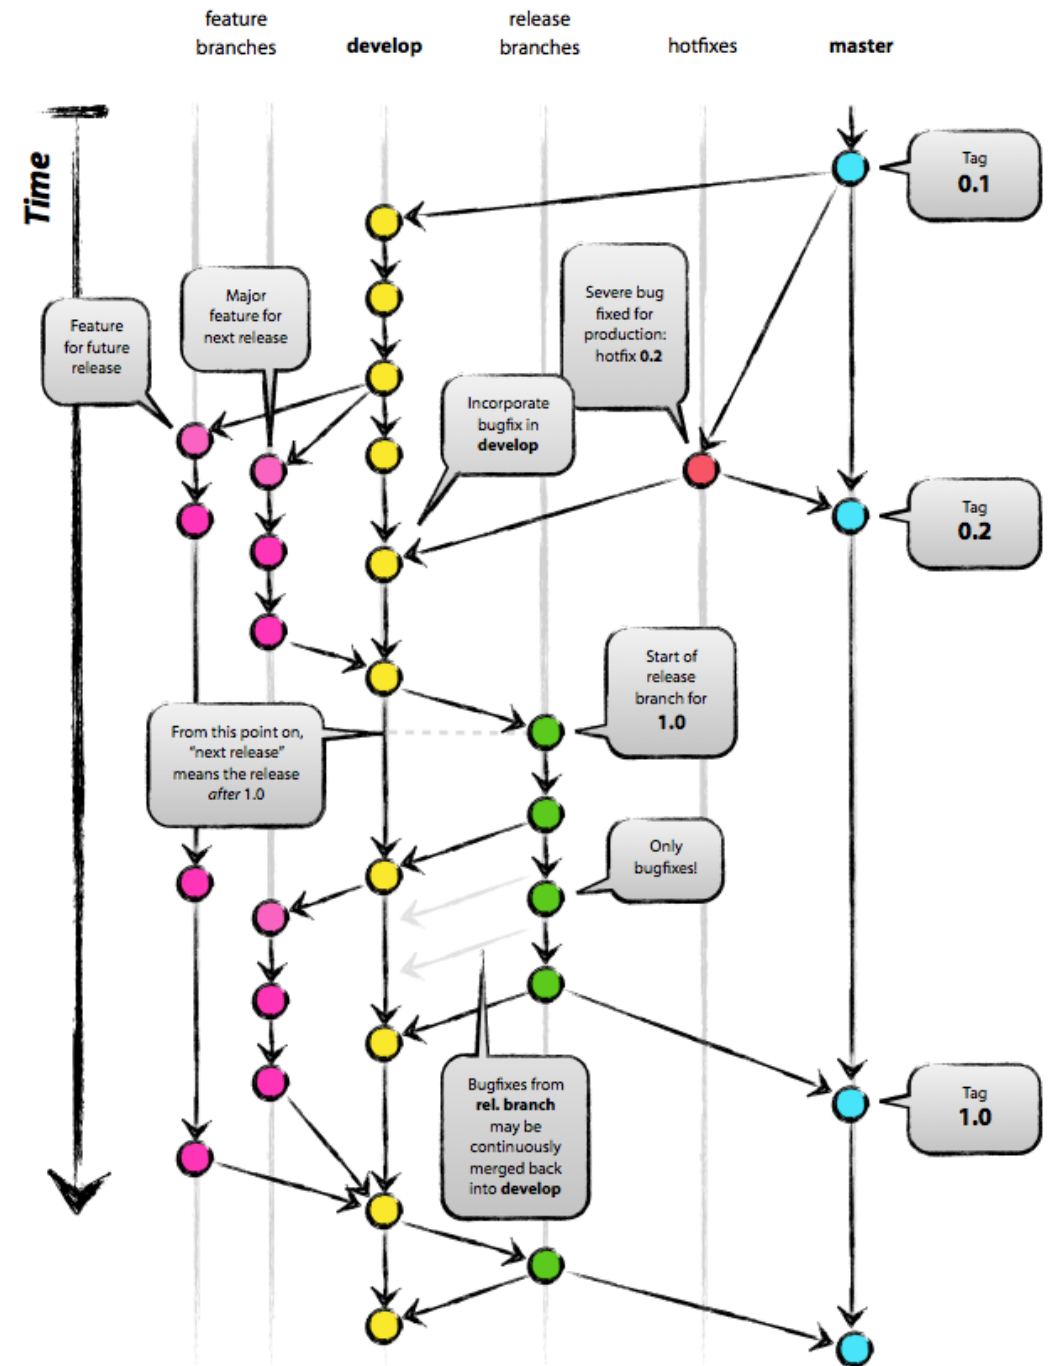 feature
branches
develop
release
branches
hotfixes
master
Time
Tag
0.1
Severe bug
fixed for
production:
hotfix 0.2
Major
feature for
next release
Feature
for future
release
Incorporate
bugfix in
develop
Tag
0.2
Start of
release
branch for
1.0
From this point on,
“next release”
means the release
after 1.0
Only
bugfixes!
Bugfixes from
rel. branch
may be
continuously
merged back
into develop
Tag
1.0